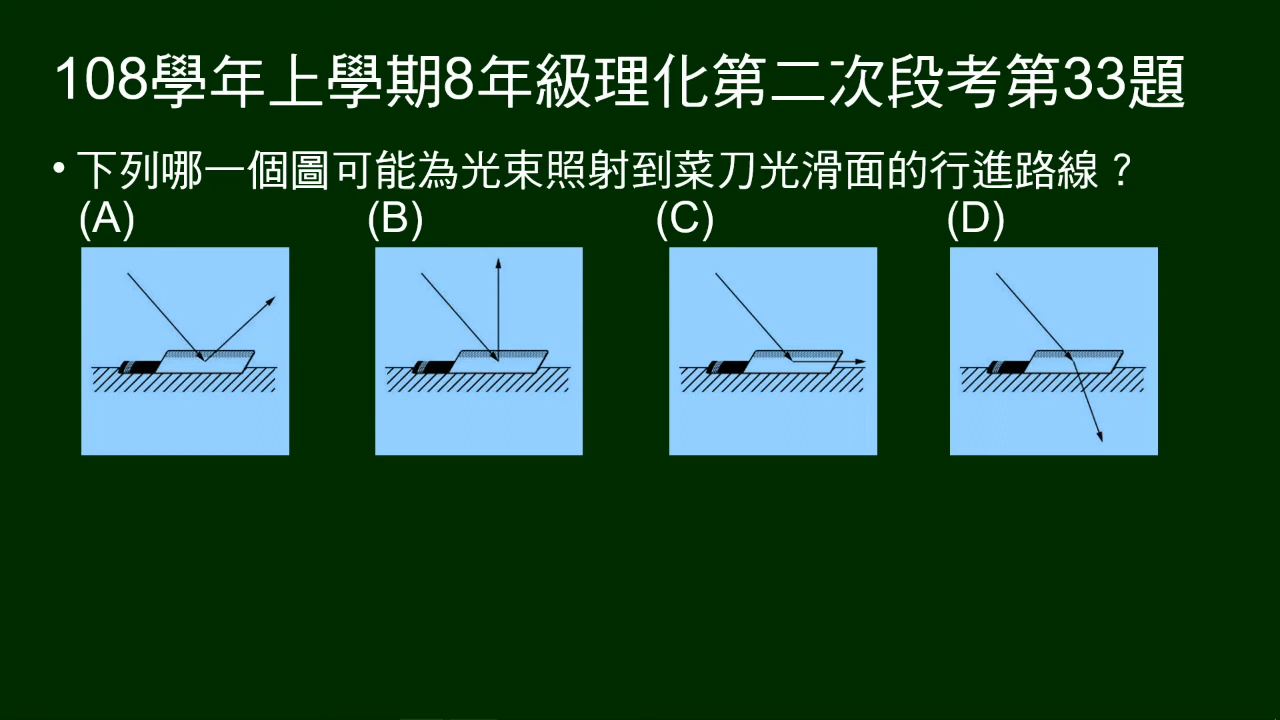 108學年上學期8年級理化第二次段考第33題
•下列哪一個圖可能為光束照射到菜刀光滑面的行進路線？
(A) (B) (C) (D)